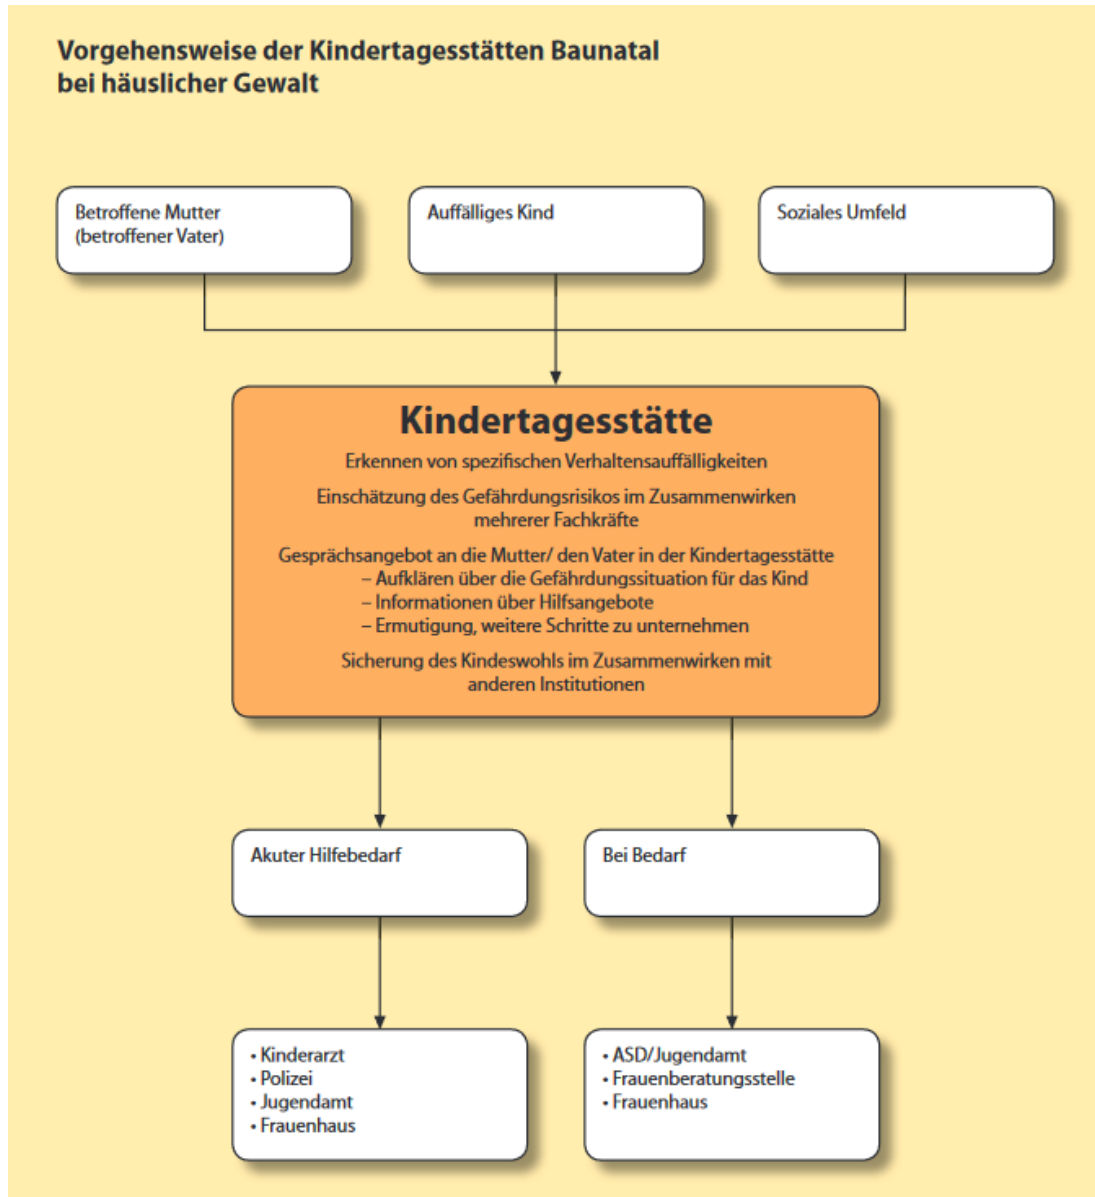 Vorgehensweise der Kindertagesstätten Baunatal
bei häuslicher Gewalt
Betroffene Mutter
(betroffener Vater)
Auffälliges Kind
Soziales Umfeld
Kindertagesstätte
Erkennen von spezifischen Verhaltensauffälligkeiten
Einschätzung des Gefährdungsrisikos im Zusammenwirken
mehrerer Fachkräfte
Gesprächsangebot an die Mutter/ den Vater in der Kindertagesstätte
– Aufklären über die Gefährdungssituation für das Kind
– Informationen über Hilfsangebote
– Ermutigung, weitere Schritte zu unternehmen
Sicherung des Kindeswohls im Zusammenwirken mit
anderen Institutionen
Akuter Hilfebedarf
Bei Bedarf
• Kinderarzt
• Polizei
• Jugendamt
• Frauenhaus
• ASD/Jugendamt
• Frauenberatungsstelle
• Frauenhaus